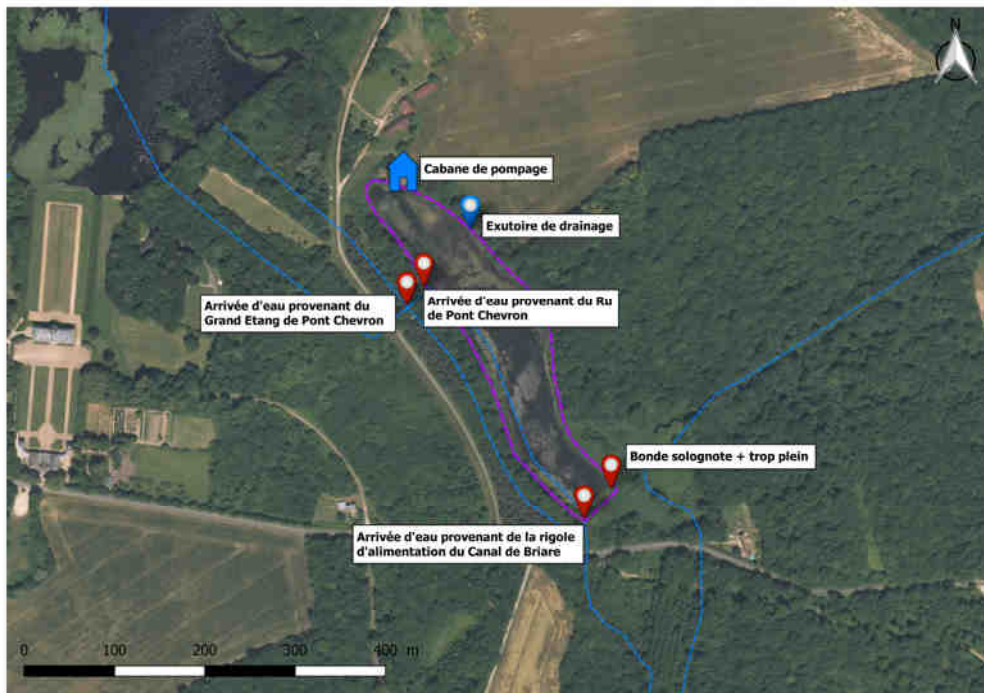 N
Cabane de pompage
Exutoire de drainage
Arrivée d'eau provenant du
Grand Etang de Pont Chevron
Arrivée d'eau provenant du Ru
de Pont Chevron
Bonde solognote + trop plein
Arrivée d'eau provenant de la rigole
d'alimentation du Canal de Briare
0 100 200 300 400 m